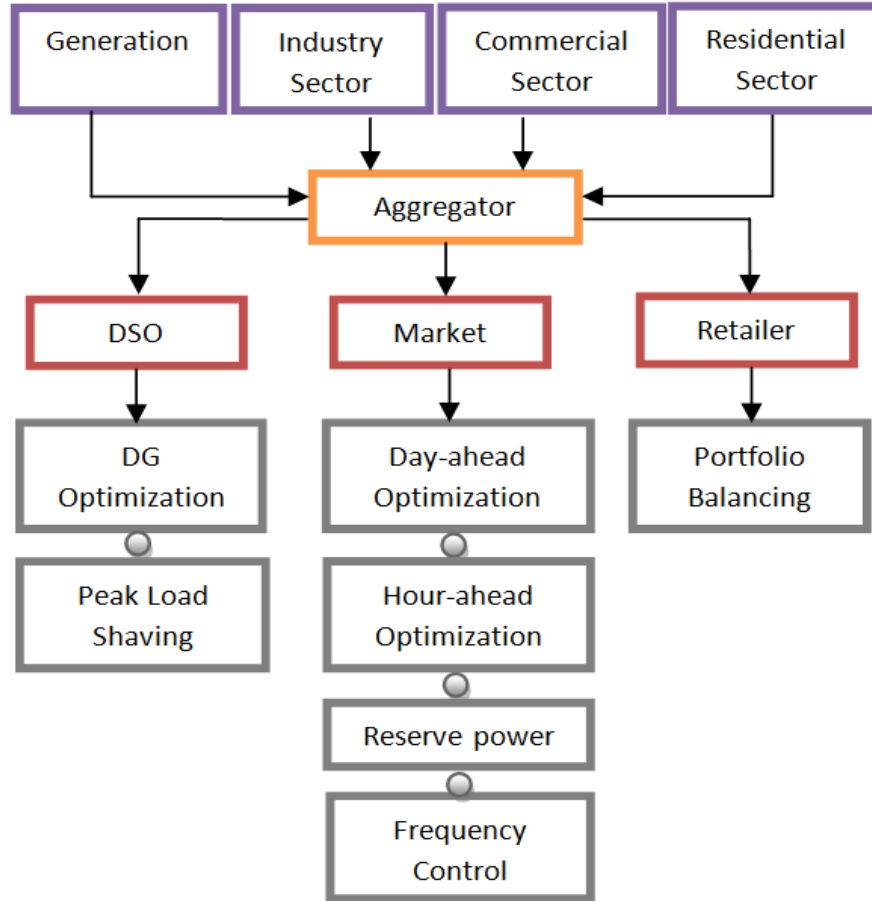 Generation
Industry
Sector
Commercial
Sector
Residential
Sector
Aggregator
DSO
Market
Retailer
DG
Optimization
Day-ahead
Optimization
Portfolio
Balancing
Peak Load
Shaving
Hour-ahead
Optimization
Reserve power
Frequency
Control